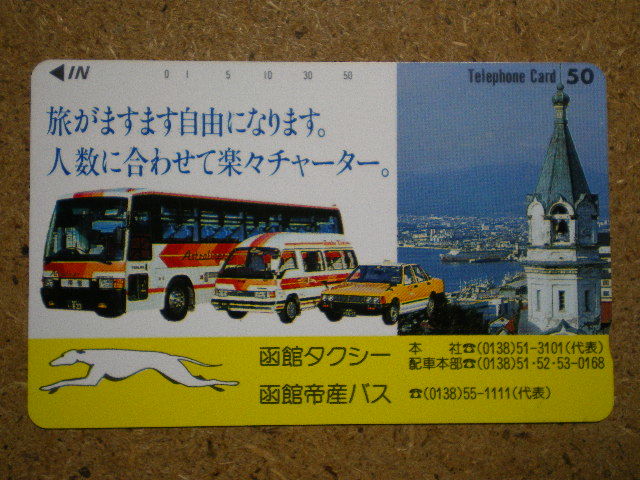 ◀IN 0 1 5 10 30 50 Telephone Card 50
旅がますます自由になります。
人数に合わせて楽々チャーター。
函館タクシー 本 社☎(0138)51-3101(代表)
配車本部☎(0138)51・52・53-0168
函館帝産バス ☎(0138)55-1111(代表)